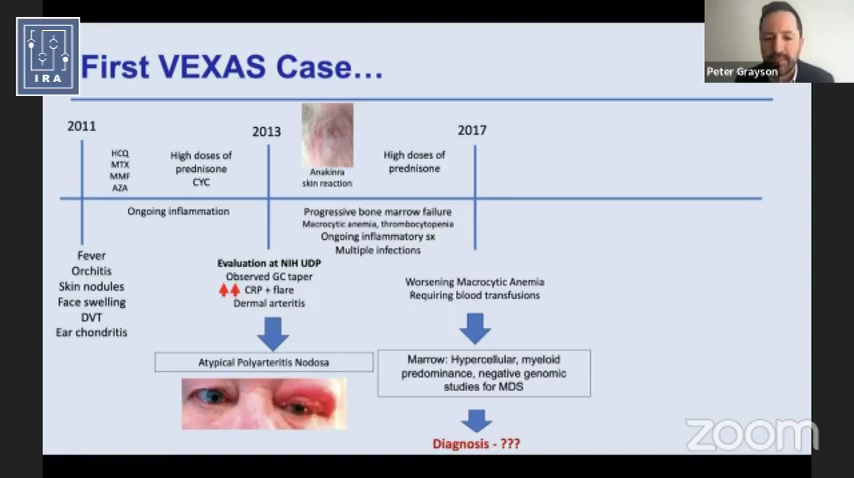 IRA
First VEXAS Case...
Peter Grayson
2011
2013
2017
HCQ
MTX
MMF
AZA
High doses of
prednisone
CYC
Anakinra
skin reaction
High doses of
prednisone
Ongoing inflammation
Progressive bone marrow failure
Macrocytic anemia, thrombocytopenia
Ongoing inflammatory sx
Multiple infections
Fever
Orchitis
Skin nodules
Face swelling
DVT
Ear chondritis
Evaluation at NIH UDP
Observed GC taper
CRP + flare
Dermal arteritis
Atypical Polyarteritis Nodosa
Worsening Macrocytic Anemia
Requiring blood transfusions
Marrow: Hypercellular, myeloid
predominance, negative genomic
studies for MDS
Diagnosis - ???
zoom